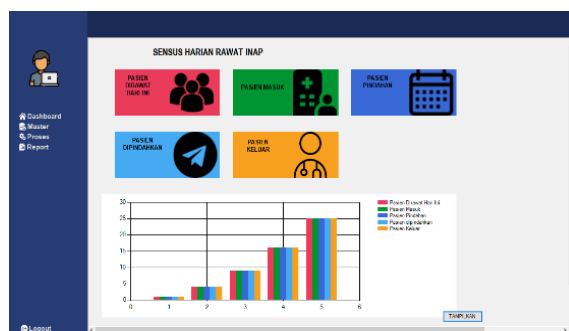 SENSUS HARIAN RAWAT INAP
Dashboard
Master
Proses
Report
Logout
PASIEN
DIRAWAT
HARI INI
PASIEN MASUK
PASIEN
PINDAHAN
PASIEN
DIPINDAHKAN
PASIEN
KELUAR
30
25
20
15
10
5
0
0 1 2 3 4 5 6
Pasien Dirawat Hari Ini
Pasien Masuk
Pasien Pindahan
Pasien Dipindahkan
Pasien Keluar
TAMPILKAN